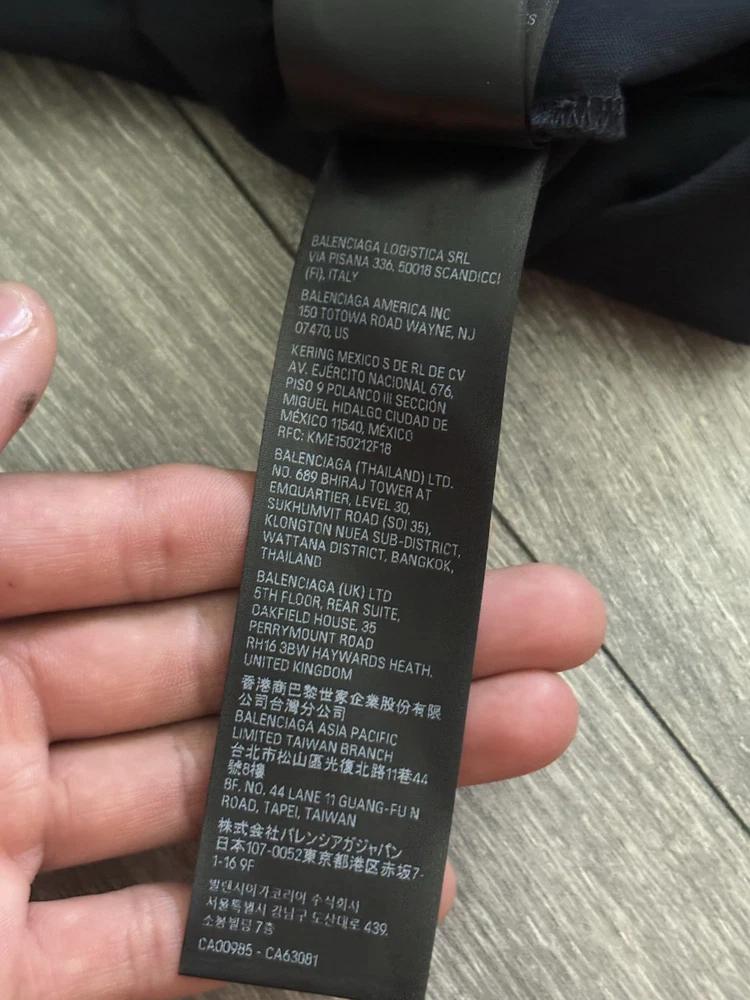 BALENCIAGA LOGISTICA SRL
VIA PISANA 336, 50018 SCANDICCI
(FI), ITALY
BALENCIAGA AMERICA INC
150 TOTOWA ROAD WAYNE, NJ
07470, US
KERING MEXICO S DE RL DE CV
AV. EJÉRCITO NACIONAL 676,
PISO 9 POLANCO III SECCIÓN
MIGUEL HIDALGO CIUDAD DE
MÉXICO 11540, MÉXICO
RFC: KME150212F18
BALENCIAGA (THAILAND) LTD.
NO. 689 BHIRAJ TOWER AT
EMQUARTIER, LEVEL 30,
SUKHUMVIT ROAD (SOI 35),
KLONGTON NUEA SUB-DISTRICT,
WATTANA DISTRICT, BANGKOK,
THAILAND
BALENCIAGA (UK) LTD
5TH FLOOR, REAR SUITE,
OAKFIELD HOUSE, 35
PERRYMOUNT ROAD
RH16 3BW HAYWARDS HEATH,
UNITED KINGDOM
香港商巴黎世家企業股份有限
公司台灣分公司
BALENCIAGA ASIA PACIFIC
LIMITED TAIWAN BRANCH
台北市松山區光復北路11巷44
號8樓
8F. NO. 44 LANE 11 GUANG-FU N
ROAD, TAPEI, TAIWAN
株式会社バレンシアガジャパン
日本107-0052東京都港区赤坂7-
1-16 9F
발렌시아가코리아 주식회사
서울특별시 강남구 도산대로 439,
소봉빌딩 7층
CA00985 - CA63081